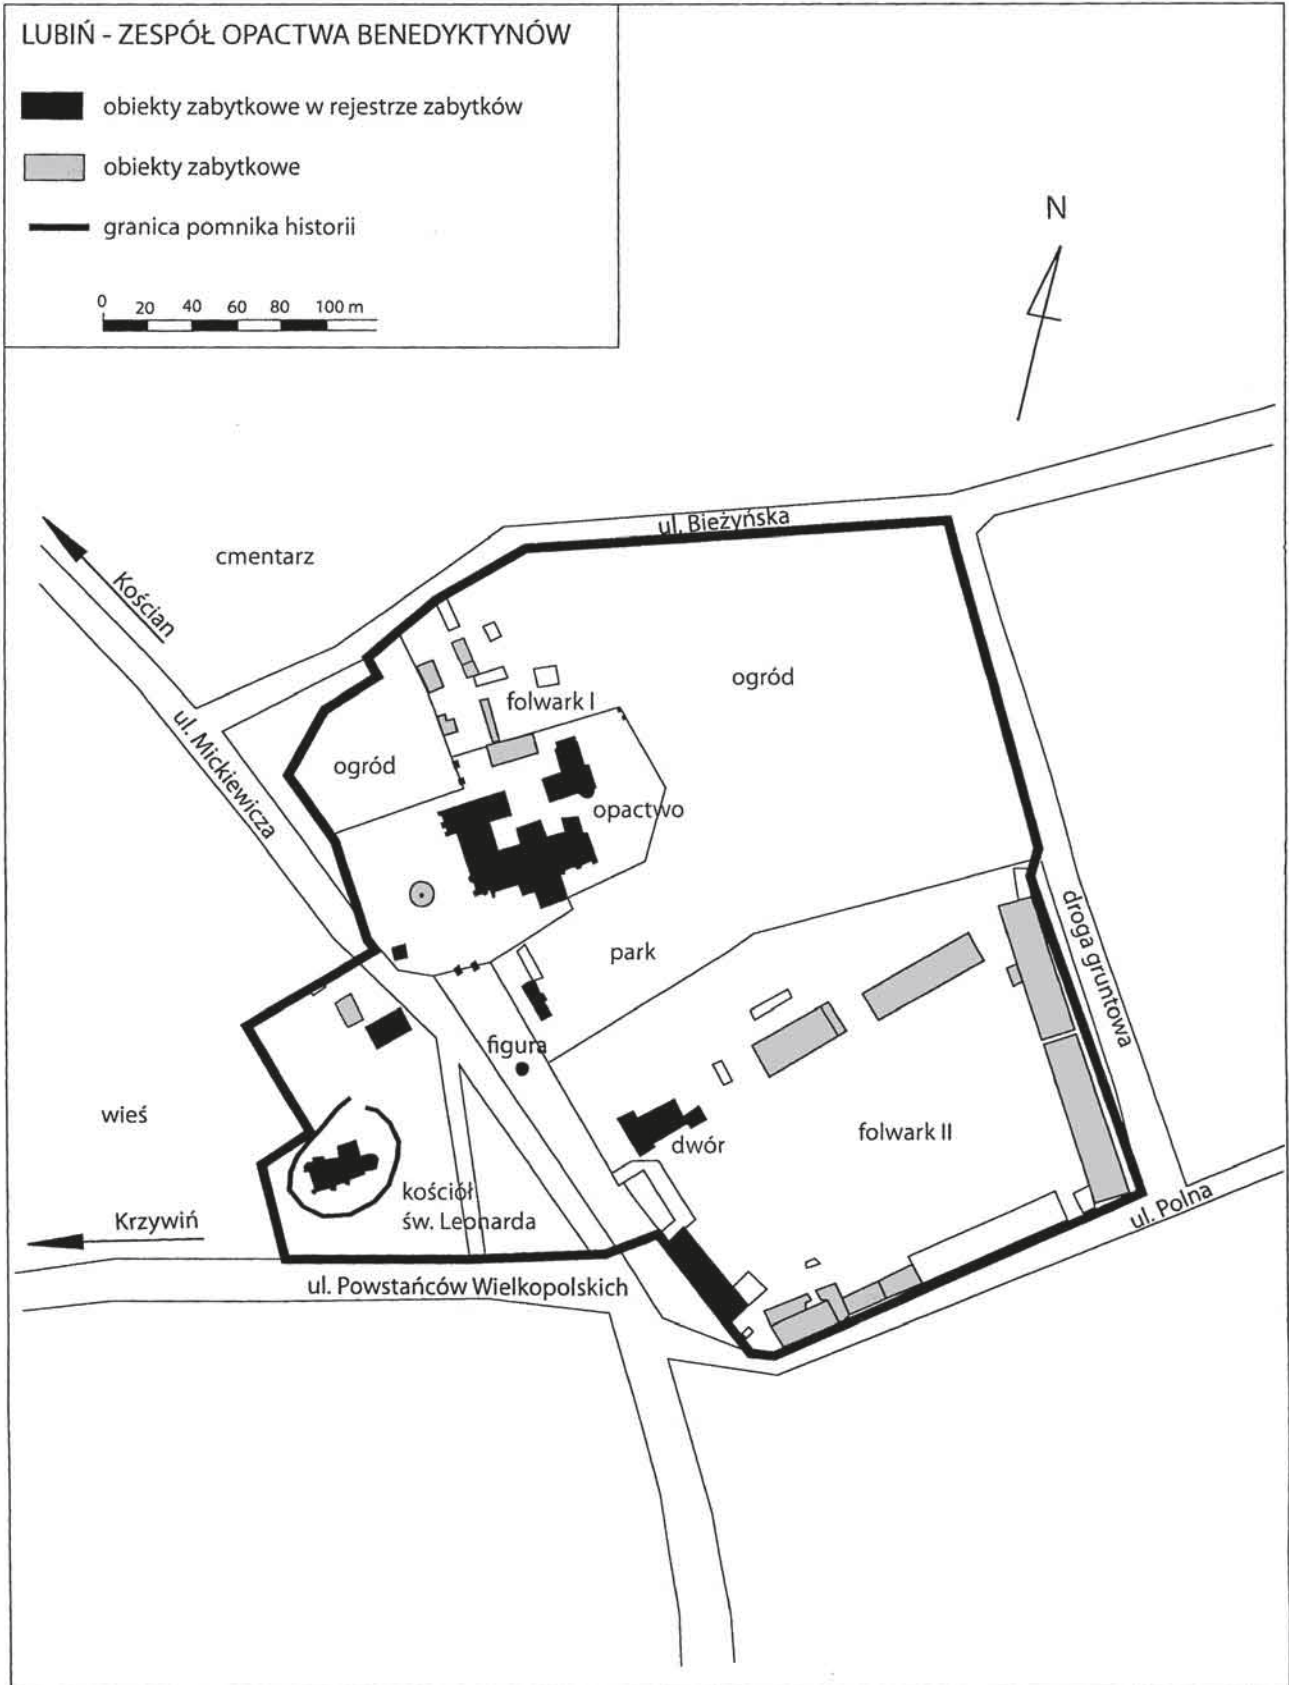 LUBIŃ - ZESPÓŁ OPACTWA BENEDYKTYNÓW
obiekty zabytkowe w rejestrze zabytków
obiekty zabytkowe
granica pomnika historii
0 20 40 60 80 100 m
N
ul. Bieżyńska
cmentarz
Kościan
ogród
folwark I
ul. Mickiewicza
ogród
opactwo
droga gruntowa
park
figura
wieś
dwór
folwark II
kościół
św. Leonarda
Krzywiń
ul. Polna
ul. Powstańców Wielkopolskich